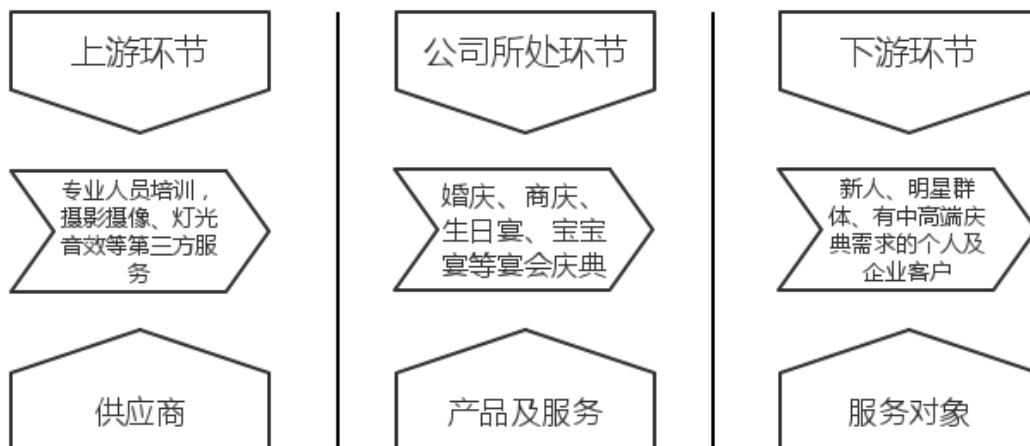 上游环节
公司所处环节
下游环节
专业人员培训，
摄影摄像、灯光
音效等第三方服
务
婚庆、商庆、
生日宴、宝宝
宴等宴会庆典
新人、明星群
体、有中高端庆
典需求的个人及
企业客户
供应商
产品及服务
服务对象